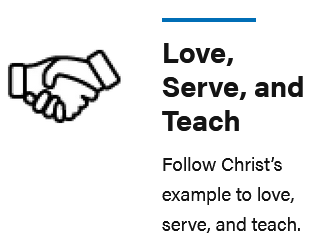 Love,
Serve, and
Teach
Follow Christ’s
example to love,
serve, and teach.